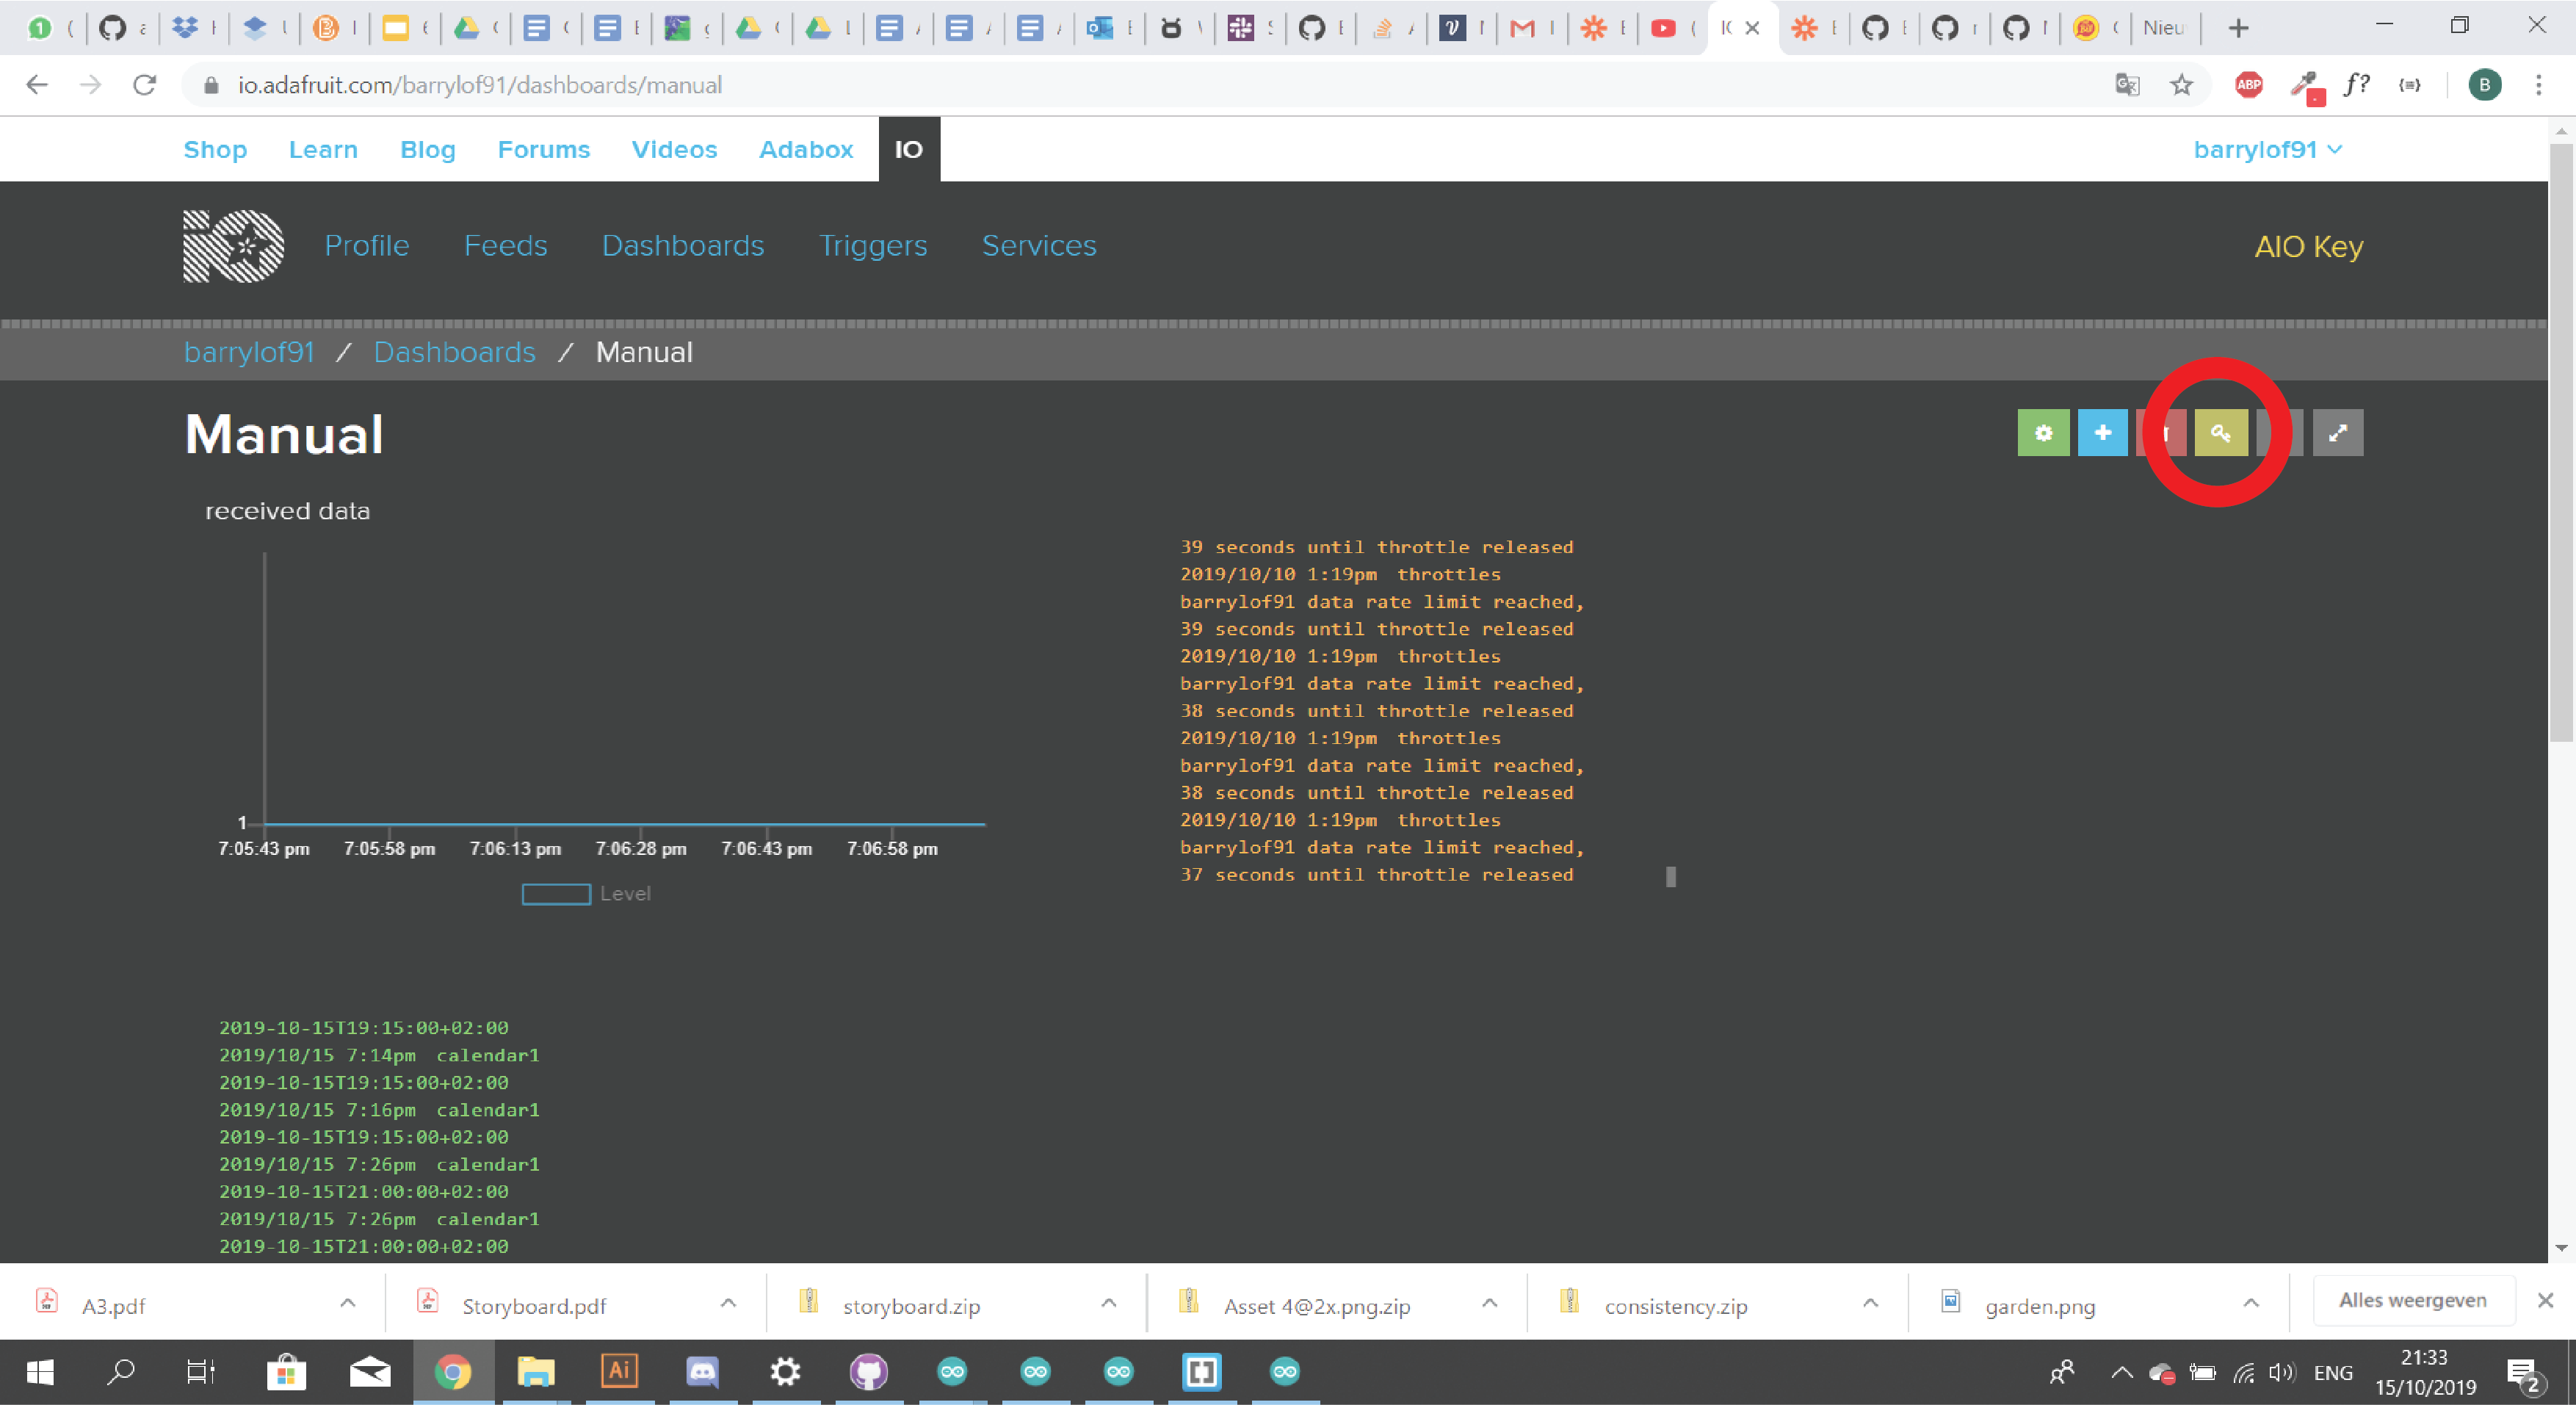 io.adafruit.com/barrylof91/dashboards/manual
ABP
f?
B
Nieu
Shop Learn Blog Forums Videos Adabox IO
barrylof91
Profile Feeds Dashboards Triggers Services
AIO Key
barrylof91 / Dashboards / Manual
Manual
received data
1
7:05:43 pm 7:05:58 pm 7:06:13 pm 7:06:28 pm 7:06:43 pm 7:06:58 pm
Level
39 seconds until throttle released
2019/10/10 1:19pm throttles
barrylof91 data rate limit reached,
39 seconds until throttle released
2019/10/10 1:19pm throttles
barrylof91 data rate limit reached,
38 seconds until throttle released
2019/10/10 1:19pm throttles
barrylof91 data rate limit reached,
38 seconds until throttle released
2019/10/10 1:19pm throttles
barrylof91 data rate limit reached,
37 seconds until throttle released
2019-10-15T19:15:00+02:00
2019/10/15 7:14pm calendar1
2019-10-15T19:15:00+02:00
2019/10/15 7:16pm calendar1
2019-10-15T19:15:00+02:00
2019/10/15 7:26pm calendar1
2019-10-15T21:00:00+02:00
2019/10/15 7:26pm calendar1
2019-10-15T21:00:00+02:00
A3.pdf
Storyboard.pdf
storyboard.zip
Asset 4@2x.png.zip
consistency.zip
garden.png
Alles weergeven
Ai
ENG
21:33
15/10/2019
2